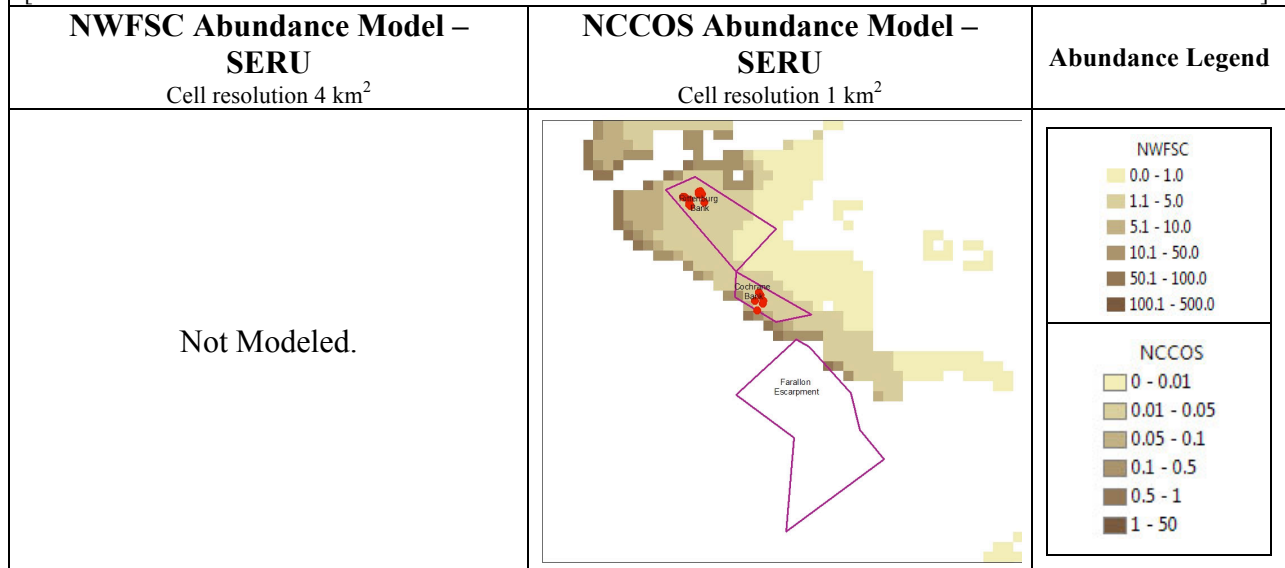 NWFSC Abundance Model –
SERU
Cell resolution 4 km²
NCCOS Abundance Model –
SERU
Cell resolution 1 km²
Abundance Legend
Not Modeled.
Rittenburg
Bank
Cochrane
Bank
Farallon
Escarpment
NWFSC
0.0 - 1.0
1.1 - 5.0
5.1 - 10.0
10.1 - 50.0
50.1 - 100.0
100.1 - 500.0
NCCOS
0 - 0.01
0.01 - 0.05
0.05 - 0.1
0.1 - 0.5
0.5 - 1
1 - 50